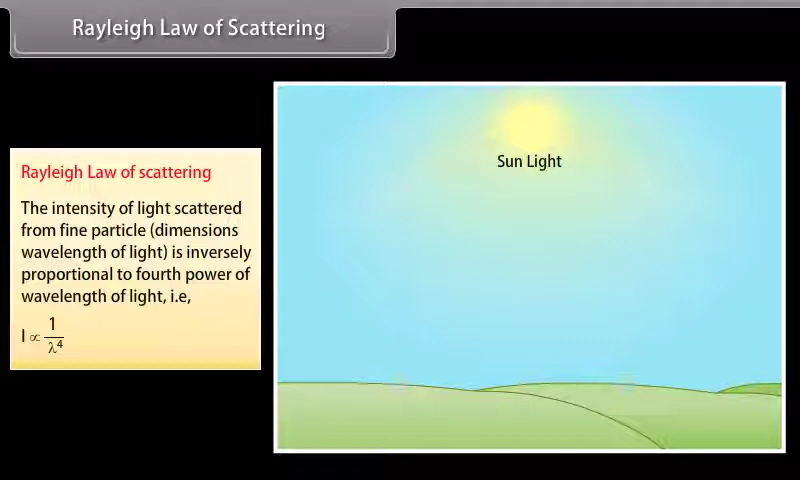 Rayleigh Law of Scattering
Rayleigh Law of scattering
The intensity of light scattered
from fine particle (dimensions
wavelength of light) is inversely
proportional to fourth power of
wavelength of light, i.e,
I ∝ 1/λ⁴
Sun Light